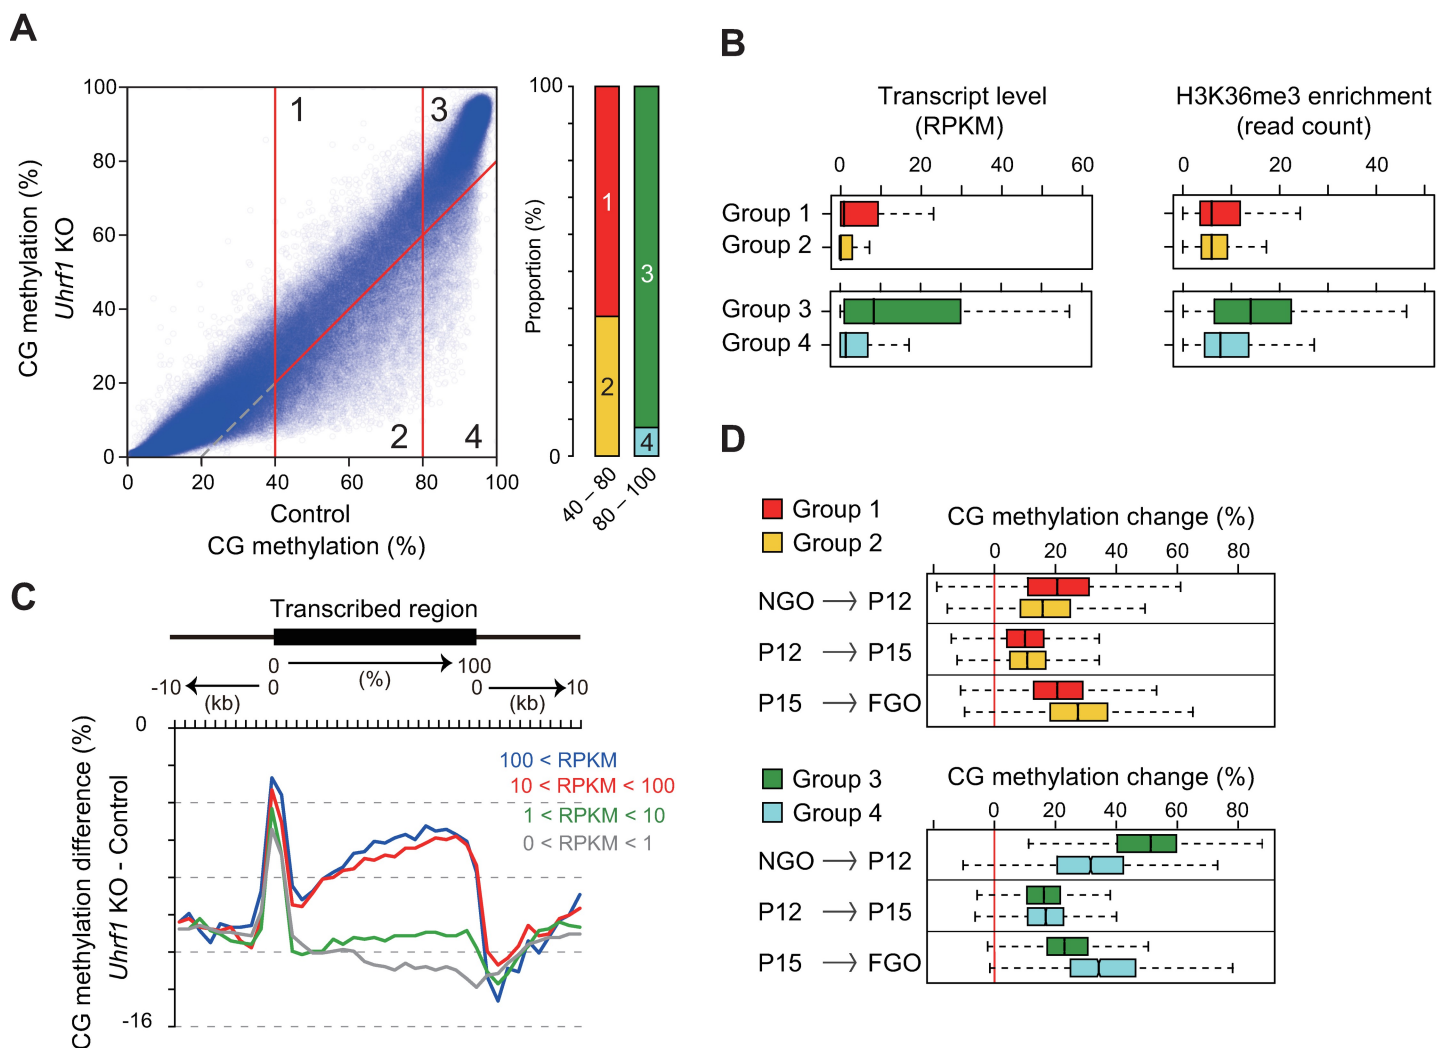 A
100
80
60
40
20
0
0 20 40 60 80 100
CG methylation (%)
Uhrf1 KO
Control
CG methylation (%)
1
3
2
4
100
0
Proportion (%)
1
2
3
4
40 – 80
80 – 100
B
Transcript level
(RPKM)
0 20 40 60
H3K36me3 enrichment
(read count)
0 20 40
Group 1
Group 2
Group 3
Group 4
C
Transcribed region
0 100
(%)
-10 0
(kb)
0 10
(kb)
0
-16
CG methylation difference (%)
Uhrf1 KO - Control
100 < RPKM
10 < RPKM < 100
1 < RPKM < 10
0 < RPKM < 1
D
Group 1
Group 2
CG methylation change (%)
0 20 40 60 80
NGO → P12
P12 → P15
P15 → FGO
Group 3
Group 4
CG methylation change (%)
0 20 40 60 80
NGO → P12
P12 → P15
P15 → FGO